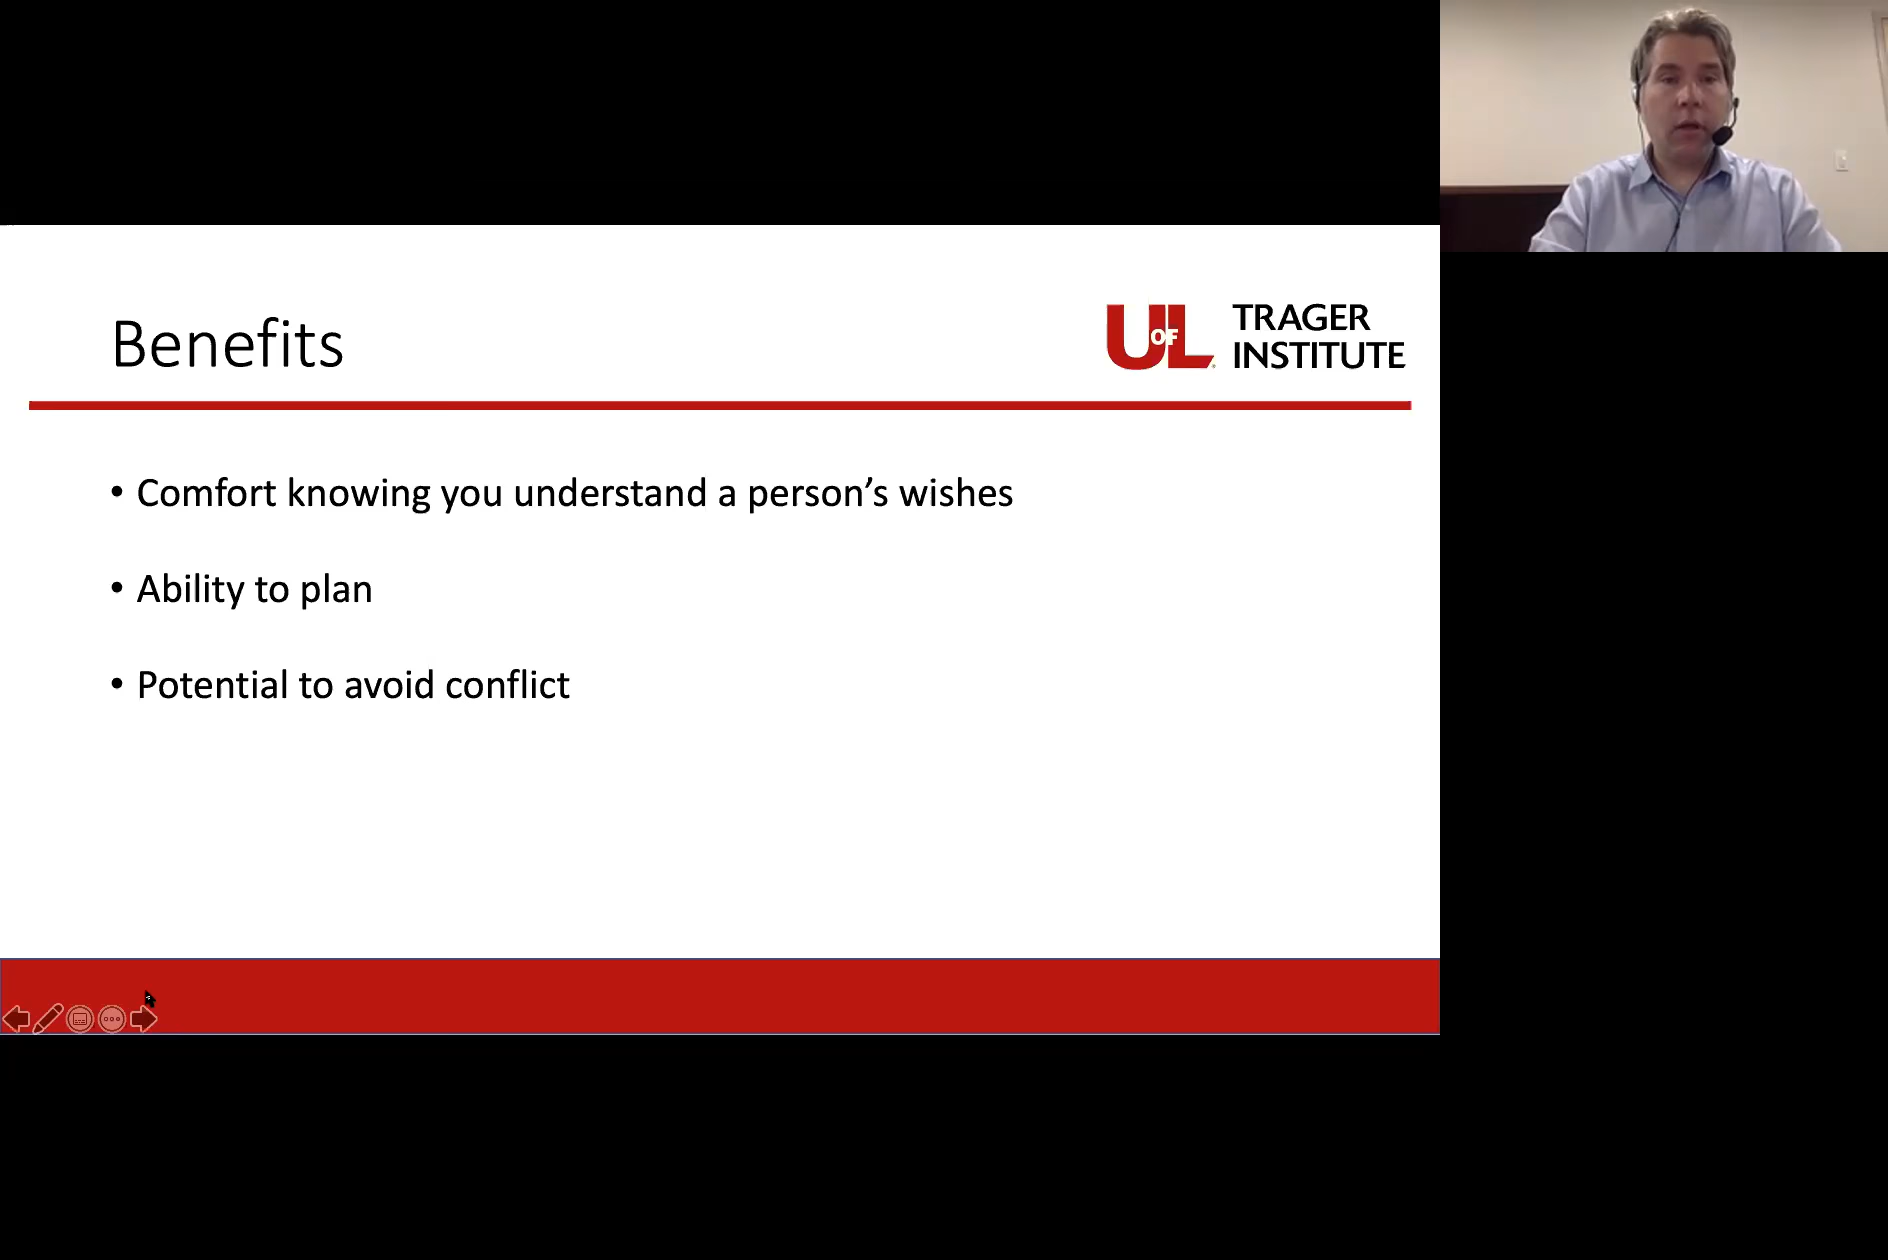 Benefits
UofL TRAGER
INSTITUTE
• Comfort knowing you understand a person’s wishes
• Ability to plan
• Potential to avoid conflict